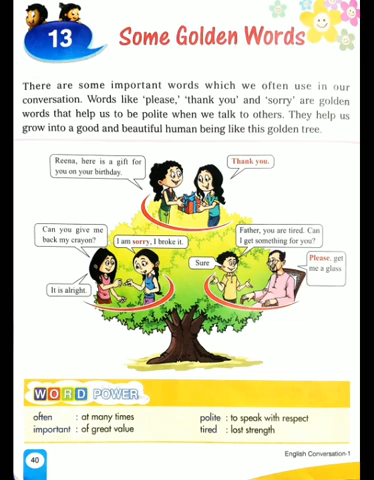 13
Some Golden Words
There are some important words which we often use in our
conversation. Words like 'please,' 'thank you' and 'sorry' are golden
words that help us to be polite when we talk to others. They help us
grow into a good and beautiful human being like this golden tree.
Reena, here is a gift for
you on your birthday.
Thank you.
Can you give me
back my crayon?
I am sorry, I broke it.
It is alright.
Father, you are tired. Can
I get something for you?
Sure
Please, get
me a glass
WORD POWER
often : at many times
important : of great value
polite : to speak with respect
tired : lost strength
40
English Conversation-1